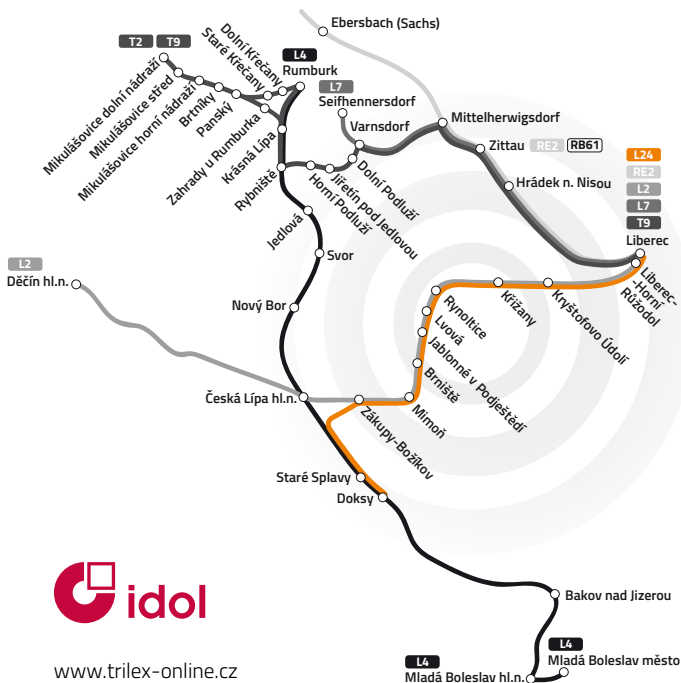 Ebersbach (Sachs)
T2 T9
L4
Rumburk
Dolní Křečany
Staré Křečany
Mikulášovice dolní nádraží
Mikulášovice střed
Mikulášovice horní nádraží
Brtníky
Panský
Zahrady u Rumburka
Krásná Lípa
Rybniště
L7
Seifhennersdorf
Varnsdorf
Mittelherwigsdorf
Zittau RE2 RB61
Hrádek n. Nisou
Dolní Podluží
Jiřetín pod Jedlovou
Horní Podluží
L24
RE2
L2
L7
T9
Liberec
Liberec-
-Horní
Růžodol
Jedlová
Svor
L2
Děčín hl.n.
Nový Bor
Kryštofovo Údolí
Křižany
Rynoltice
Lvová
Jablonné v Podještědí
Brniště
Mimoň
Zákupy-Božíkov
Česká Lípa hl.n.
Staré Splavy
Doksy
Bakov nad Jizerou
idol
www.trilex-online.cz
L4
Mladá Boleslav město
L4
Mladá Boleslav hl.n.